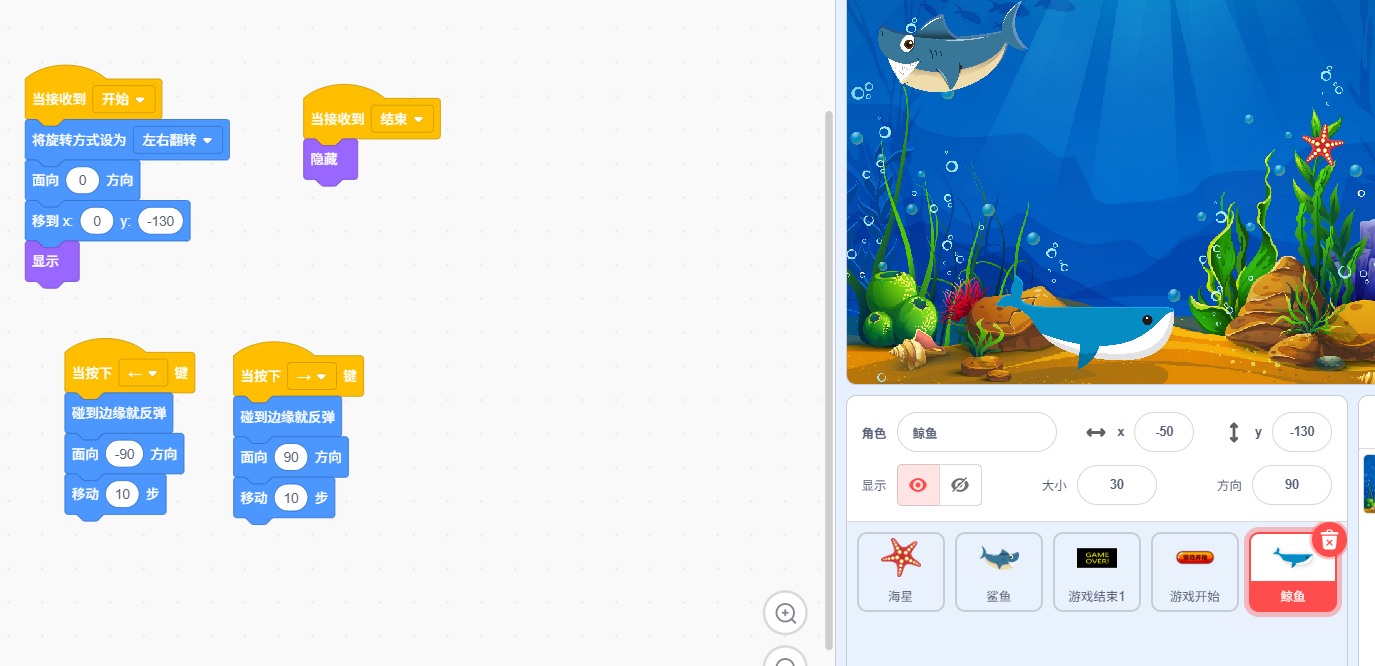 当接收到 开始
将旋转方式设为 左右翻转
面向 0 方向
移到 x: 0 y: -130
显示
当接收到 结束
隐藏
当按下 ← 键
碰到边缘就反弹
面向 -90 方向
移动 10 步
当按下 → 键
碰到边缘就反弹
面向 90 方向
移动 10 步
角色 鲸鱼 x -50 y -130
显示 大小 30 方向 90
GAME
OVER!
游戏开始
海星 鲨鱼 游戏结束1 游戏开始 鲸鱼